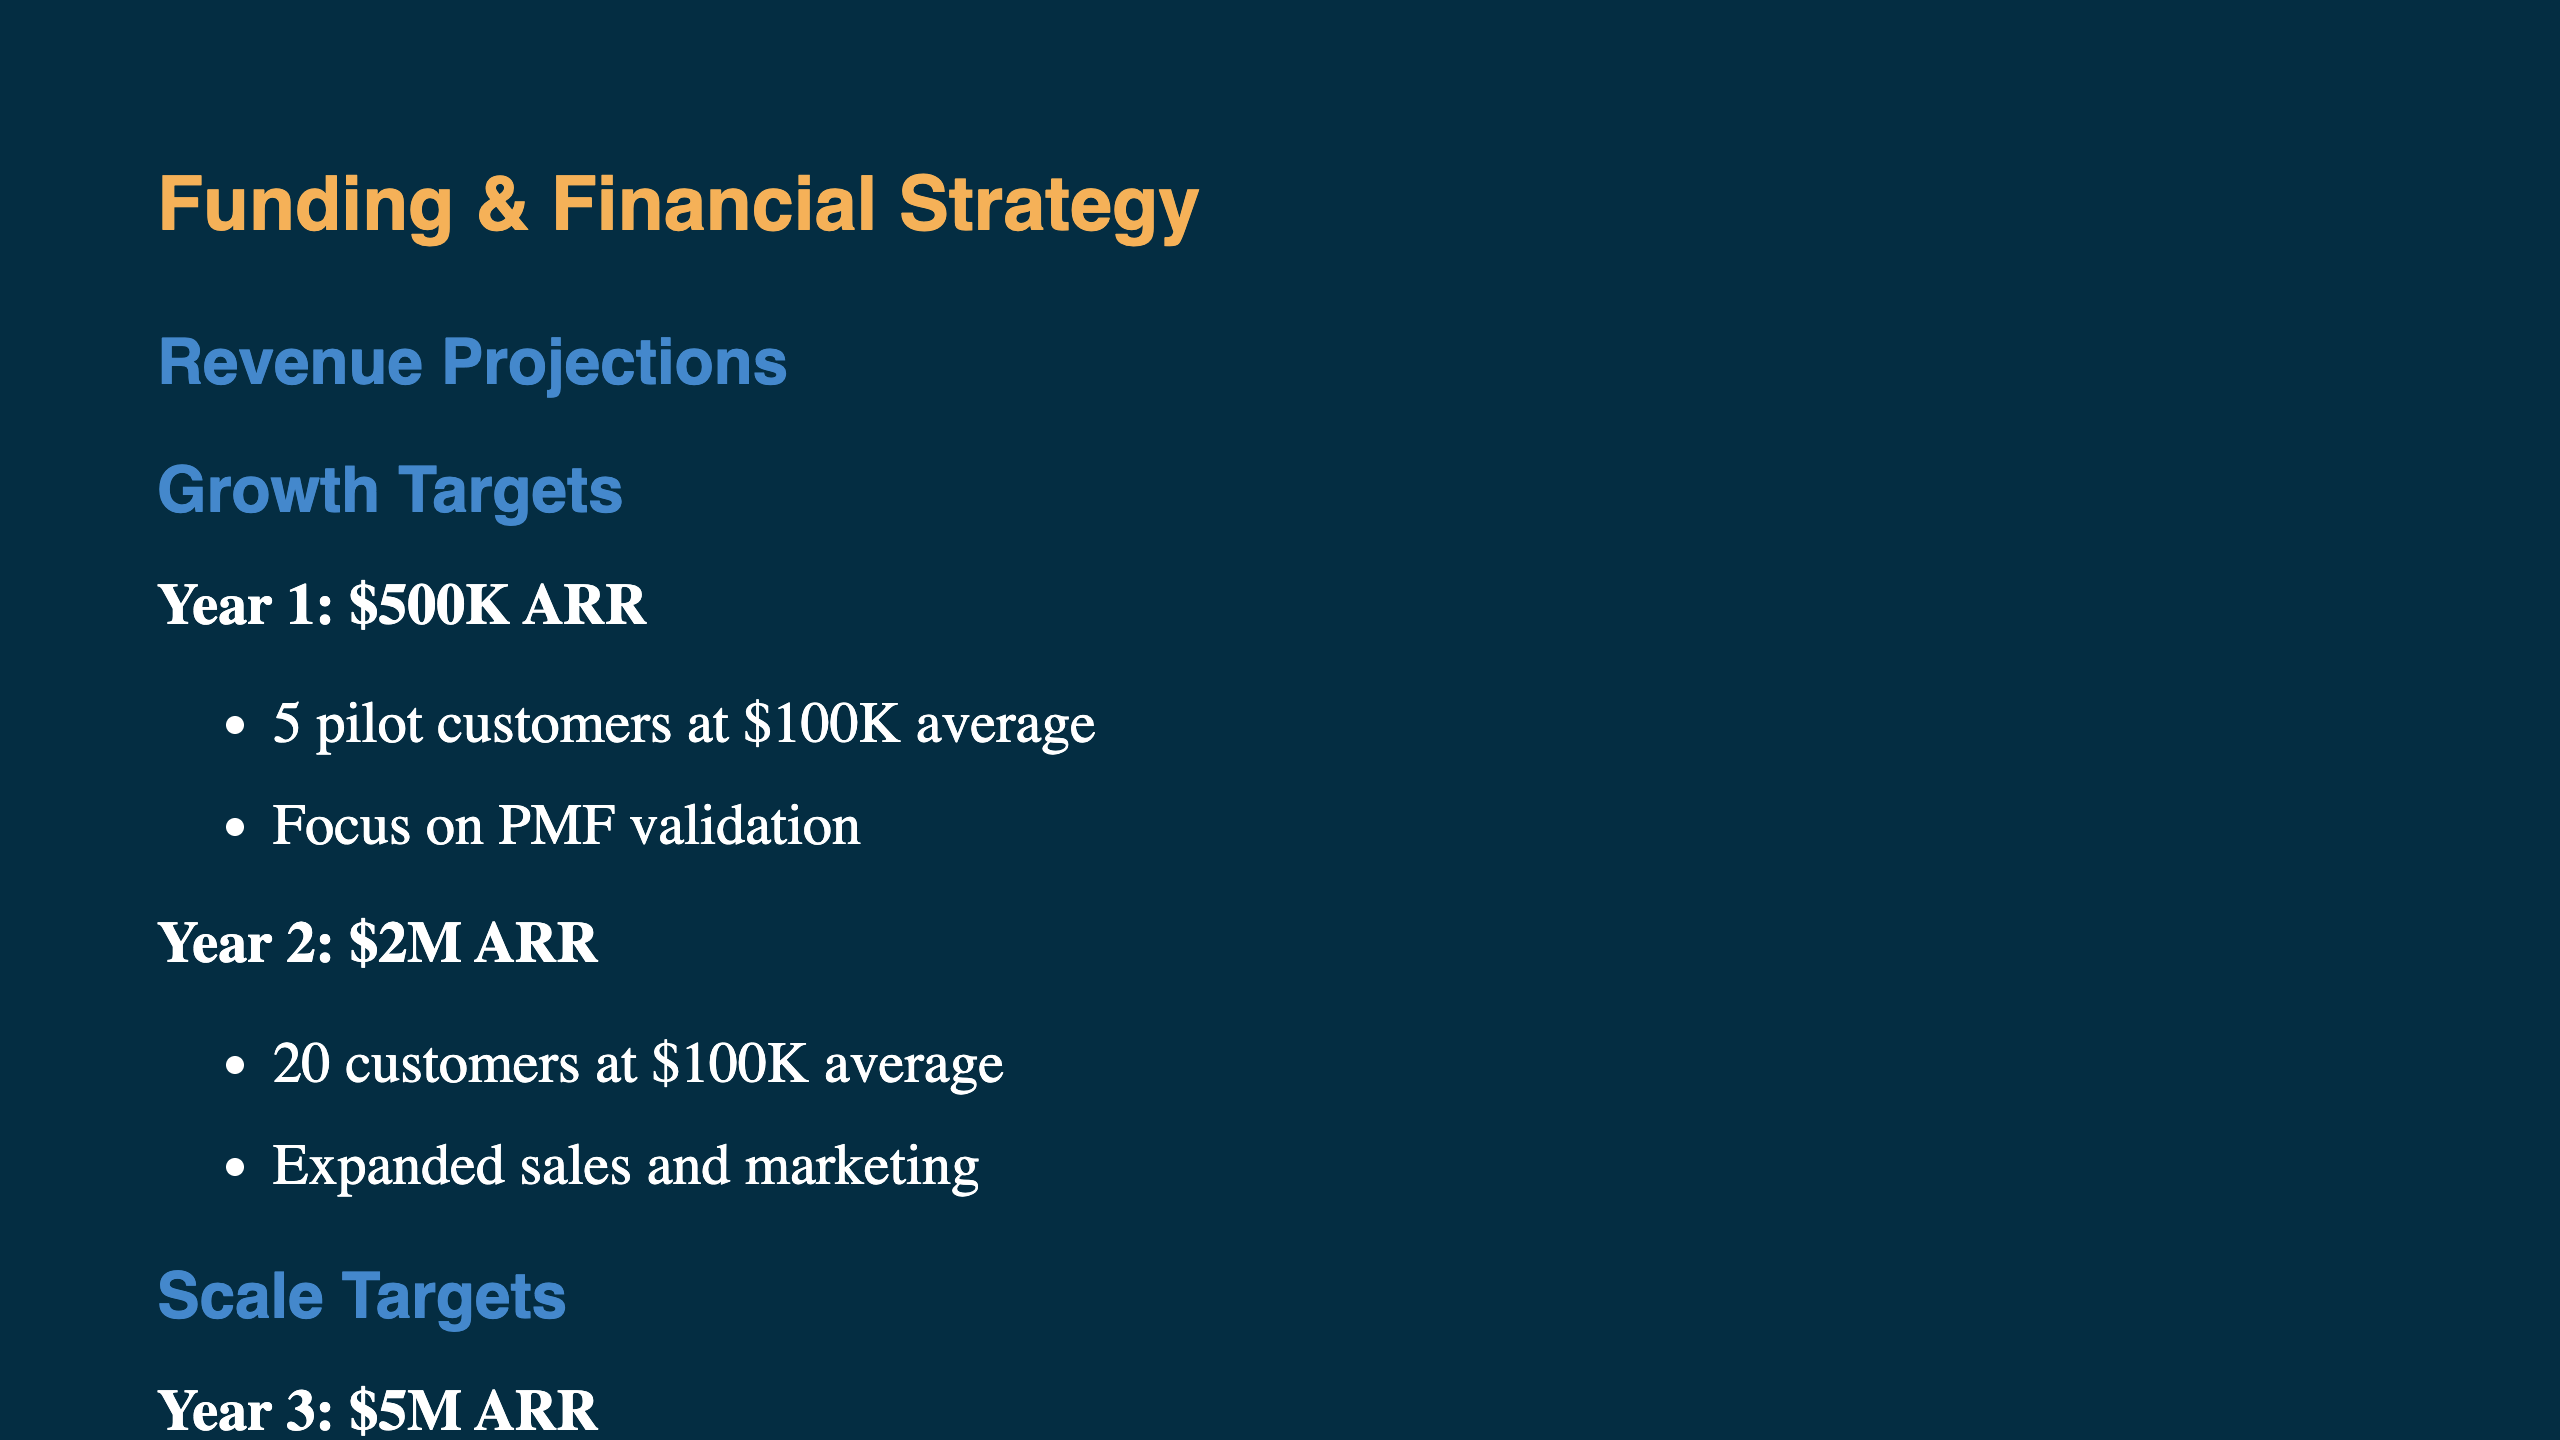 Funding & Financial Strategy
Revenue Projections
Growth Targets
Year 1: $500K ARR
• 5 pilot customers at $100K average
• Focus on PMF validation
Year 2: $2M ARR
• 20 customers at $100K average
• Expanded sales and marketing
Scale Targets
Year 3: $5M ARR